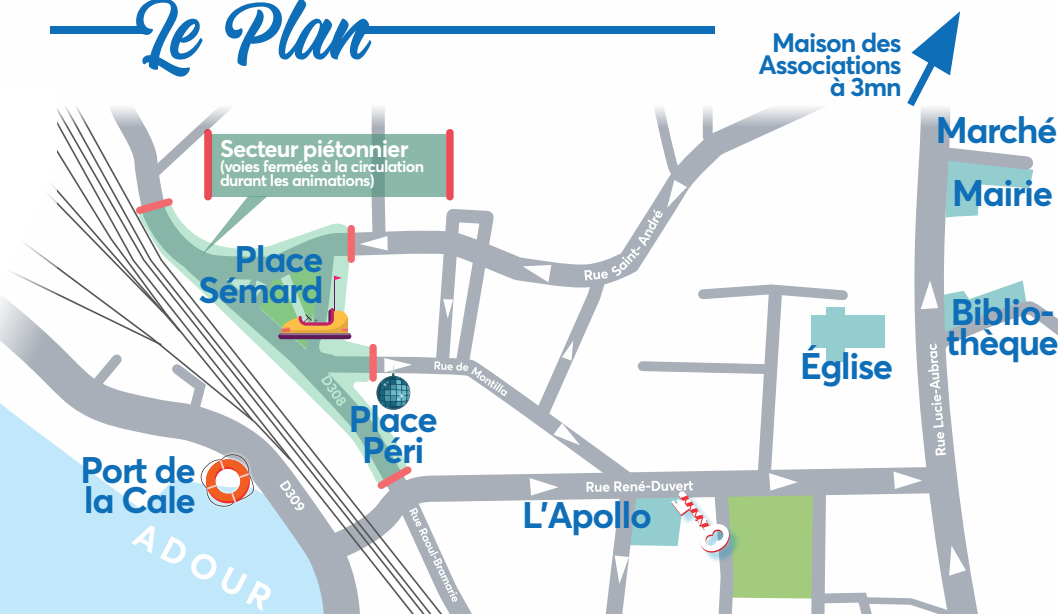 Le Plan
Maison des
Associations
à 3mn
Marché
Secteur piétonnier
(voies fermées à la circulation
durant les animations)
Mairie
Rue Saint-André
Place
Sémard
Biblio-
thèque
Église
Rue de Montilla
D308
Rue Lucie-Aubrac
Place
Péri
Port de
la Cale
D309
Rue René-Duvert
L'Apollo
Rue Raoul-Bramarie
ADOUR